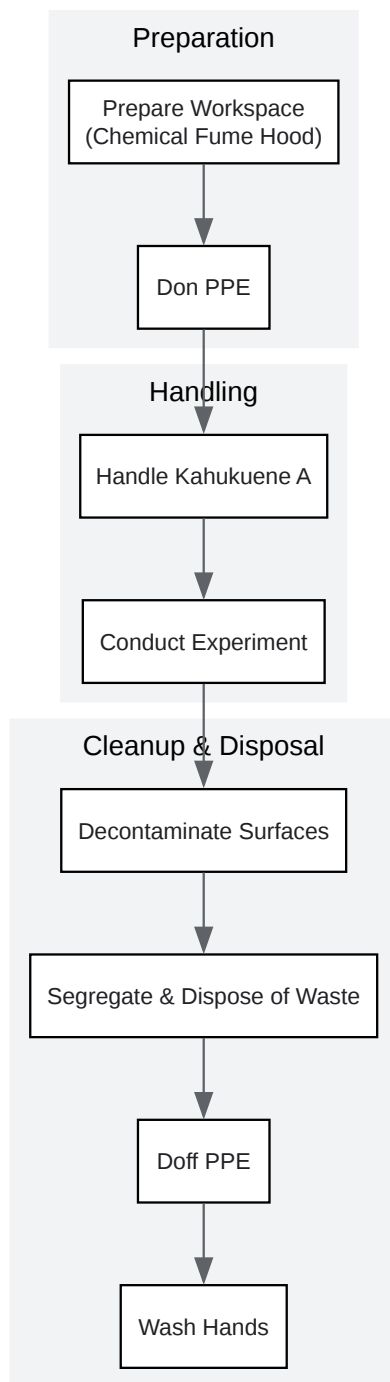 Preparation
Prepare Workspace
(Chemical Fume Hood)
Don PPE
Handling
Handle Kahukuene A
Conduct Experiment
Cleanup & Disposal
Decontaminate Surfaces
Segregate & Dispose of Waste
Doff PPE
Wash Hands